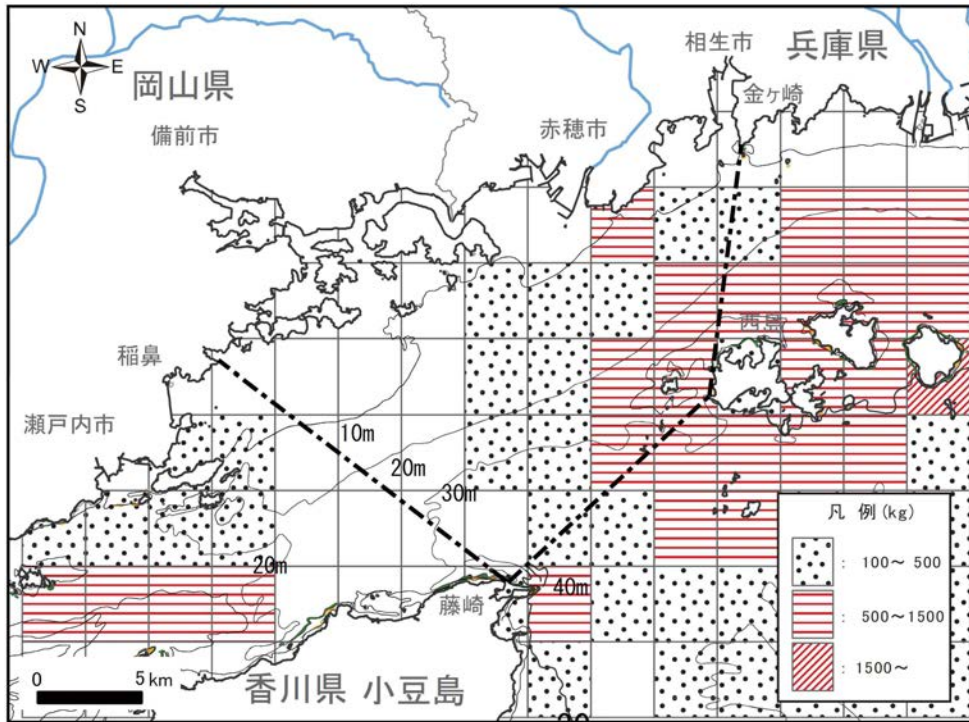 N
W E
S
岡山県
備前市
相生市
兵庫県
金ヶ崎
赤穂市
西島
稲鼻
瀬戸内市
10m
20m
30m
20m
40m
藤崎
凡 例(kg)
: 100～ 500
: 500～1500
: 1500～
0 5km
香川県 小豆島